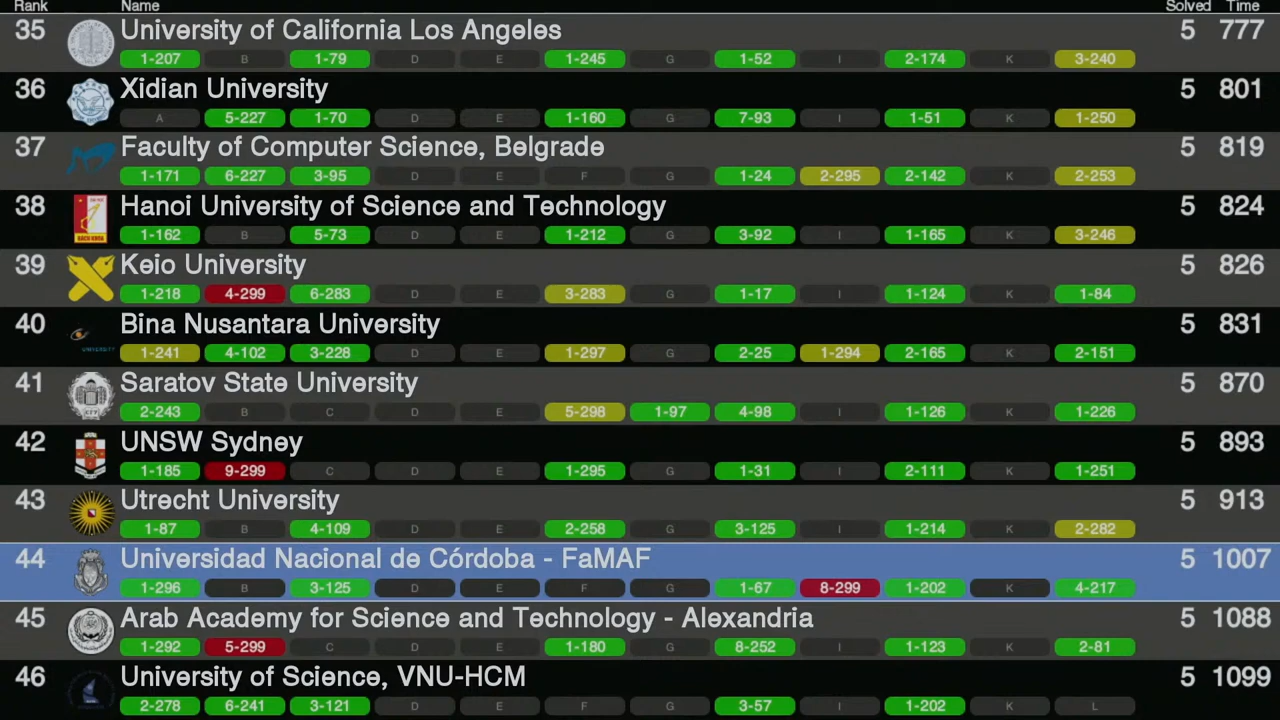 Rank Name Solved Time
35 University of California Los Angeles 5 777
1-207 B 1-79 D E 1-245 G 1-52 I 2-174 K 3-240
36 Xidian University 5 801
A 5-227 1-70 D E 1-160 G 7-93 I 1-51 K 1-250
37 Faculty of Computer Science, Belgrade 5 819
1-171 6-227 3-95 D E F G 1-24 2-295 2-142 K 2-253
38 Hanoi University of Science and Technology 5 824
1-162 B 5-73 D E 1-212 G 3-92 I 1-165 K 3-246
39 Keio University 5 826
1-218 4-299 6-283 D E 3-283 G 1-17 I 1-124 K 1-84
40 Bina Nusantara University 5 831
1-241 4-102 3-228 D E 1-297 G 2-25 1-294 2-165 K 2-151
41 Saratov State University 5 870
2-243 B C D E 5-298 1-97 4-98 I 1-126 K 1-226
42 UNSW Sydney 5 893
1-185 9-299 C D E 1-295 G 1-31 I 2-111 K 1-251
43 Utrecht University 5 913
1-87 B 4-109 D E 2-258 G 3-125 I 1-214 K 2-282
44 Universidad Nacional de Córdoba - FaMAF 5 1007
1-296 B 3-125 D E F G 1-67 8-299 1-202 K 4-217
45 Arab Academy for Science and Technology - Alexandria 5 1088
1-292 5-299 C D E 1-180 G 8-252 I 1-123 K 2-81
46 University of Science, VNU-HCM 5 1099
2-278 6-241 3-121 D E F G 3-57 I 1-202 K L